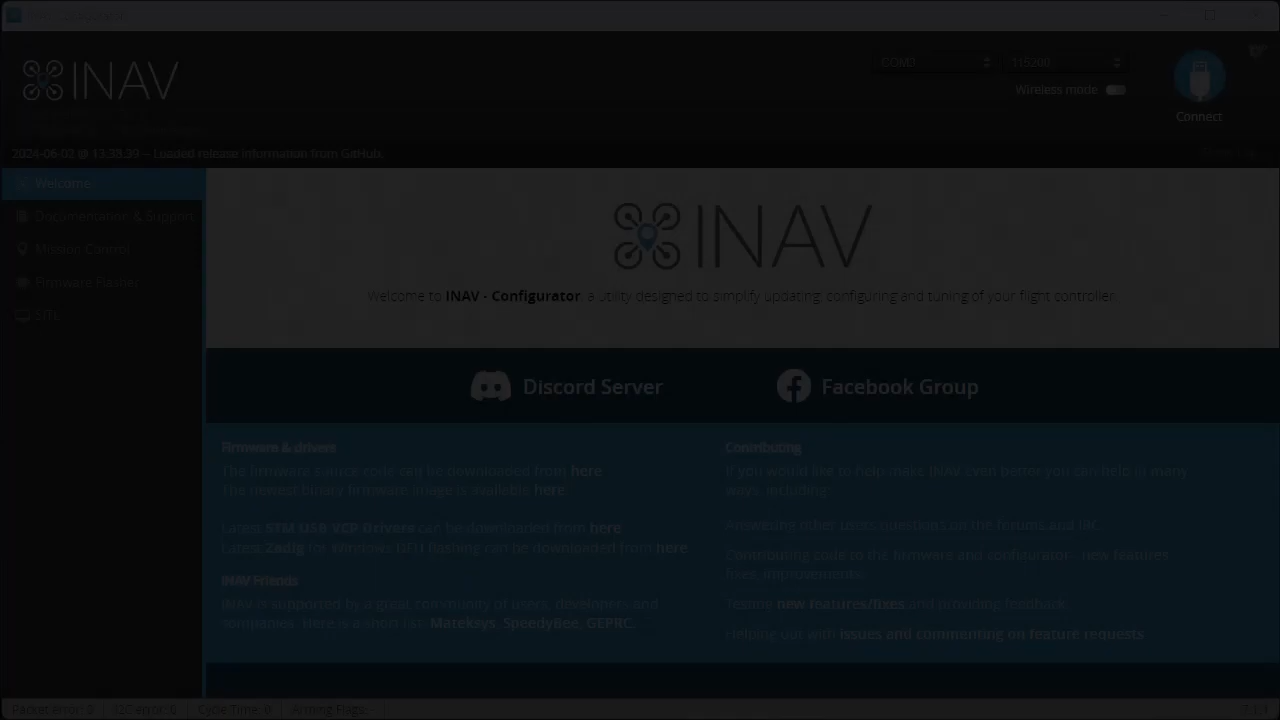 INAV
COM3
115200
Wireless mode
Connect
2024-06-02 @ 13:38:39 -- Loaded release information from GitHub.
Welcome
Documentation & Support
Mission Control
Firmware Flasher
SITL
INAV
Welcome to INAV - Configurator, a utility designed to simplify updating, configuring and tuning of your flight controller.
Discord Server
Facebook Group
Firmware & drivers
The firmware source code can be downloaded from here
The newest binary firmware image is available here
Latest STM USB VCP Drivers can be downloaded from here
Latest Zadig for Windows DFU flashing can be downloaded from here
INAV Friends
INAV is supported by a great community of users, developers and
companies. Here is a short list: Mateksys, SpeedyBee, GEPRC.
Contributing
If you would like to help make INAV even better you can help in many
ways, including:
Answering other users questions on the forums and IRC.
Contributing code to the firmware and configurator - new features,
fixes, improvements
Testing new features/fixes and providing feedback.
Helping out with issues and commenting on feature requests.
Packet error: 0
I2C error: 0
Cycle Time: 0
Arming Flags: